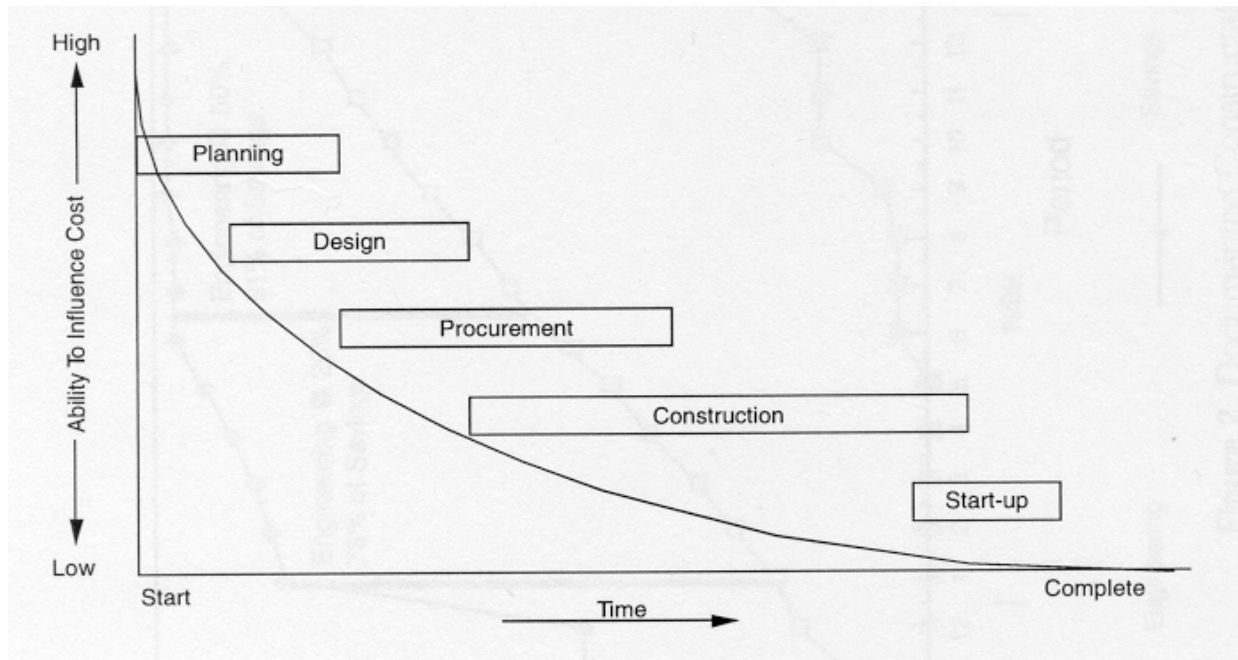 High
Ability To Influence Cost
Low
Planning
Design
Procurement
Construction
Start-up
Start
Complete
Time